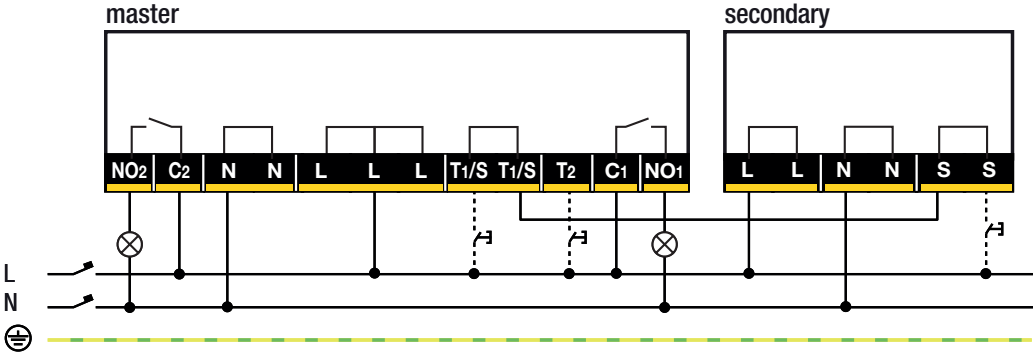 master secondary
NO2 C2 N N L L L T1/S T1/S T2 C1 NO1 L L N N S S
L
N